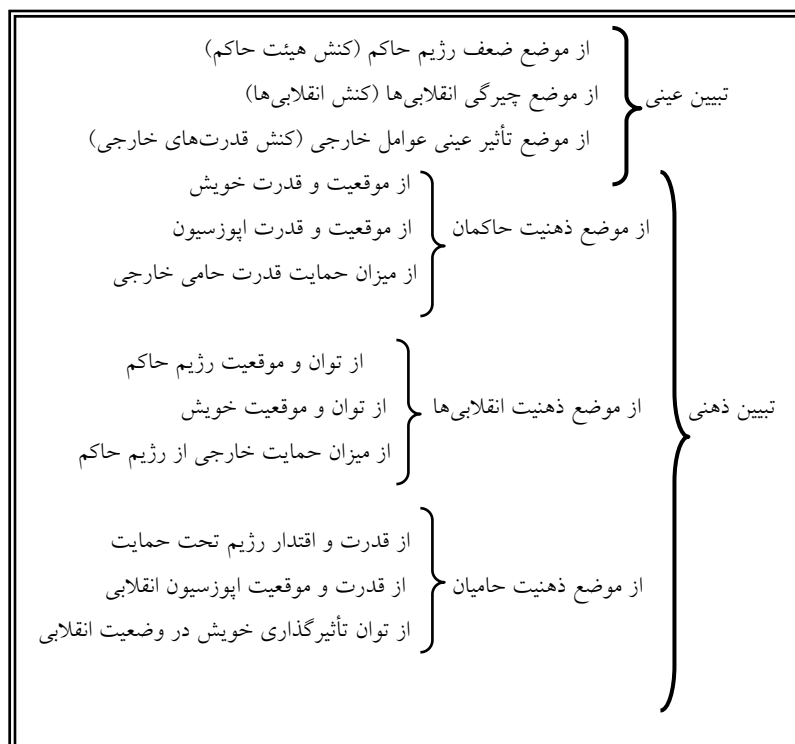 از موضع ضعف رژیم حاکم (کنش هیئت حاکم)
تبیین عینی
از موضع چیرگی انقلابی‌ها (کنش انقلابی‌ها)
از موضع تأثیر عینی عوامل خارجی (کنش قدرت‌های خارجی)
از موقعیت و قدرت خویش
از موضع ذهنیت حاکمان
از موقعیت و قدرت اپوزسیون
از میزان حمایت قدرت حامی خارجی
از توان و موقعیت رژیم حاکم
تبیین ذهنی
از موضع ذهنیت انقلابی‌ها
از توان و موقعیت خویش
از میزان حمایت خارجی از رژیم حاکم
از قدرت و اقتدار رژیم تحت حمایت
از موضع ذهنیت حامیان
از قدرت و موقعیت اپوزسیون انقلابی
از توان تأثیرگذاری خویش در وضعیت انقلابی